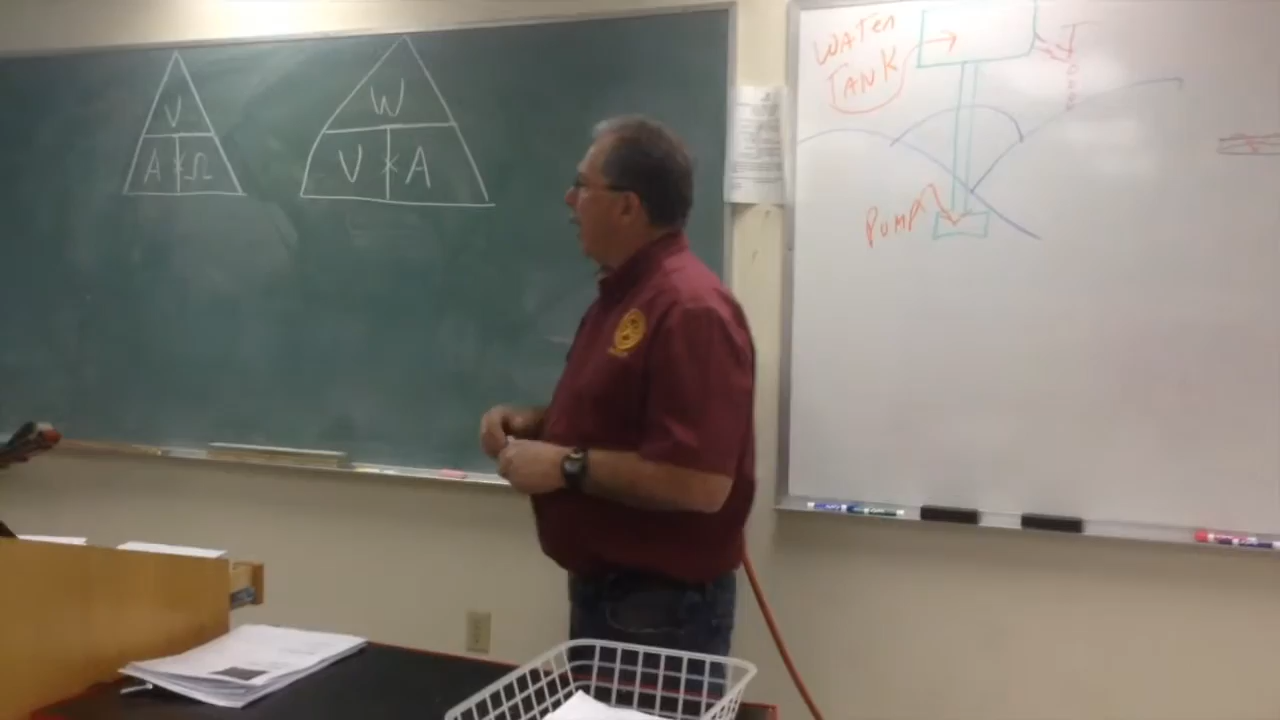 V
A × Ω
W
V × A
WATER
TANK
PUMP